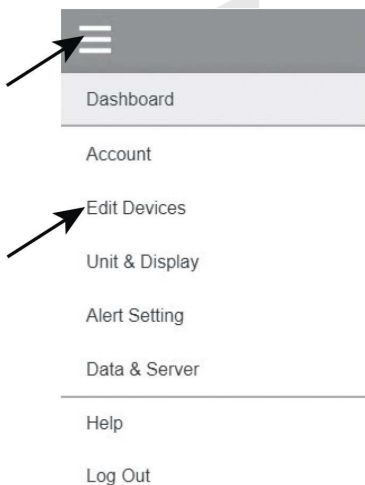 Dashboard
Account
Edit Devices
Unit & Display
Alert Setting
Data & Server
Help
Log Out